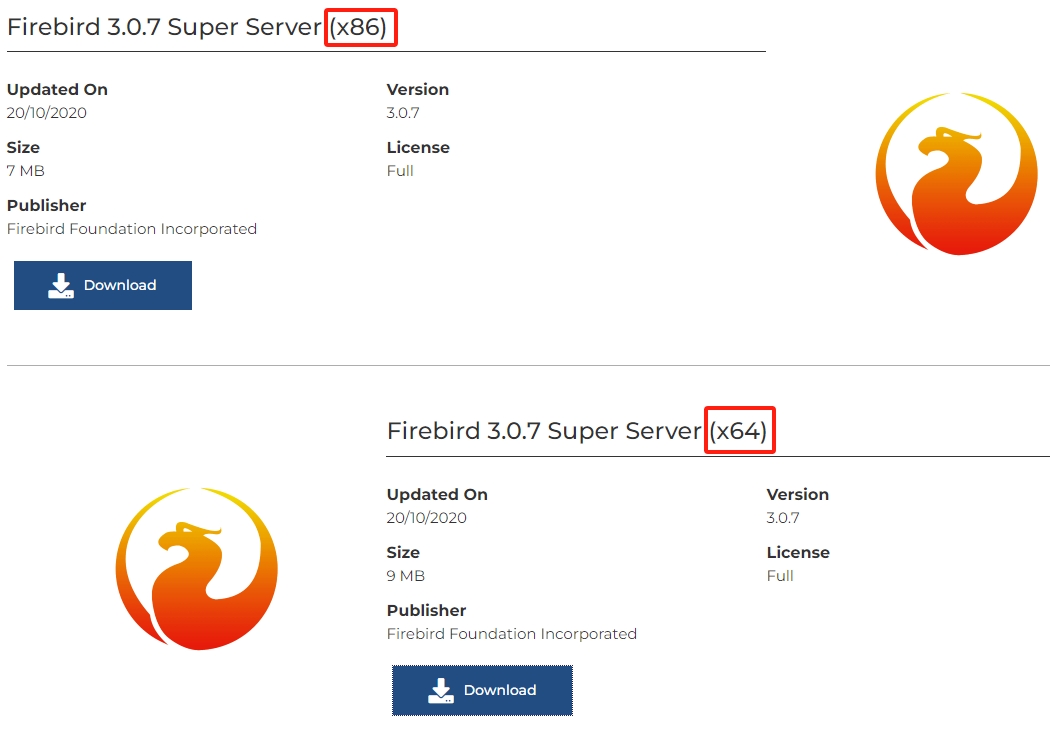 Firebird 3.0.7 Super Server (x86)
Updated On
Version
20/10/2020
3.0.7
Size
License
7 MB
Full
Publisher
Firebird Foundation Incorporated
Download
Firebird 3.0.7 Super Server (x64)
Updated On
Version
20/10/2020
3.0.7
Size
License
9 MB
Full
Publisher
Firebird Foundation Incorporated
Download